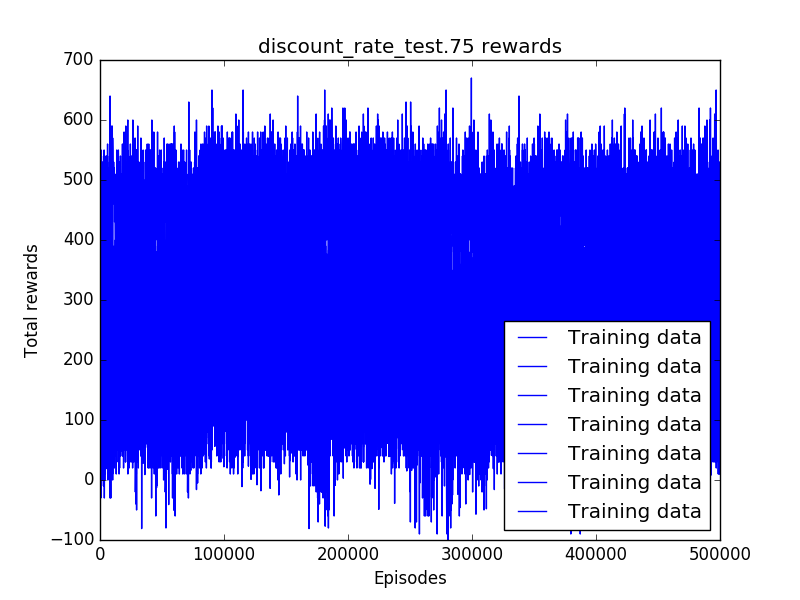 discount_rate_test.75 rewards
700
600
500
400
300
200
100
0
−100
Total rewards
Training data
Training data
Training data
Training data
Training data
Training data
Training data
0
100000
200000
300000
400000
500000
Episodes